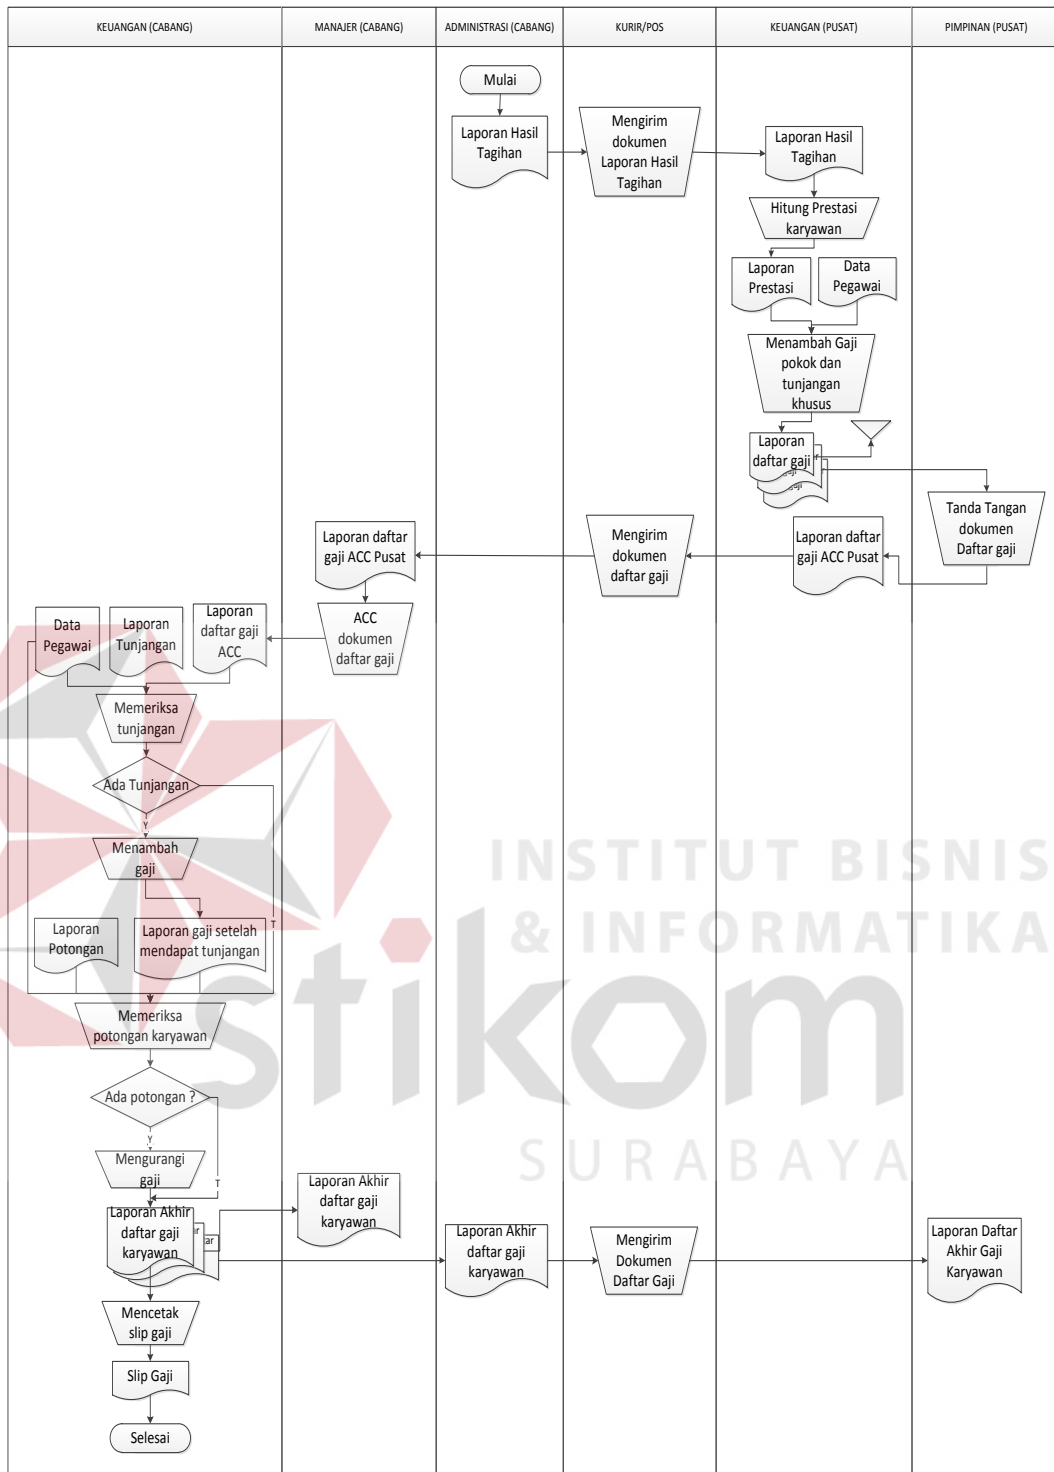 KEUANGAN (CABANG)
MANAJER (CABANG)
ADMINISTRASI (CABANG)
KURIR/POS
KEUANGAN (PUSAT)
PIMPINAN (PUSAT)
Mulai
Laporan Hasil
Tagihan
Mengirim
dokumen
Laporan Hasil
Tagihan
Laporan Hasil
Tagihan
Hitung Prestasi
karyawan
Laporan
Prestasi
Data
Pegawai
Menambah Gaji
pokok dan
tunjangan
khusus
Laporan
daftar gaji
Tanda Tangan
dokumen
Daftar gaji
Laporan daftar
gaji ACC Pusat
Mengirim
dokumen
daftar gaji
Laporan daftar
gaji ACC Pusat
ACC
dokumen
daftar gaji
Laporan
daftar gaji
ACC
Laporan
Tunjangan
Data
Pegawai
Memeriksa
tunjangan
Ada Tunjangan
Y
T
Menambah
gaji
Laporan
Potongan
Laporan gaji setelah
mendapat tunjangan
Memeriksa
potongan karyawan
Ada potongan ?
Y
T
Mengurangi
gaji
Laporan Akhir
daftar gaji
karyawan
ar
Laporan Akhir
daftar gaji
karyawan
Laporan Akhir
daftar gaji
karyawan
Mengirim
Dokumen
Daftar Gaji
Laporan Daftar
Akhir Gaji
Karyawan
Mencetak
slip gaji
Slip Gaji
Selesai
INSTITUT BISNIS
& INFORMATIKA
stikom
SURABAYA